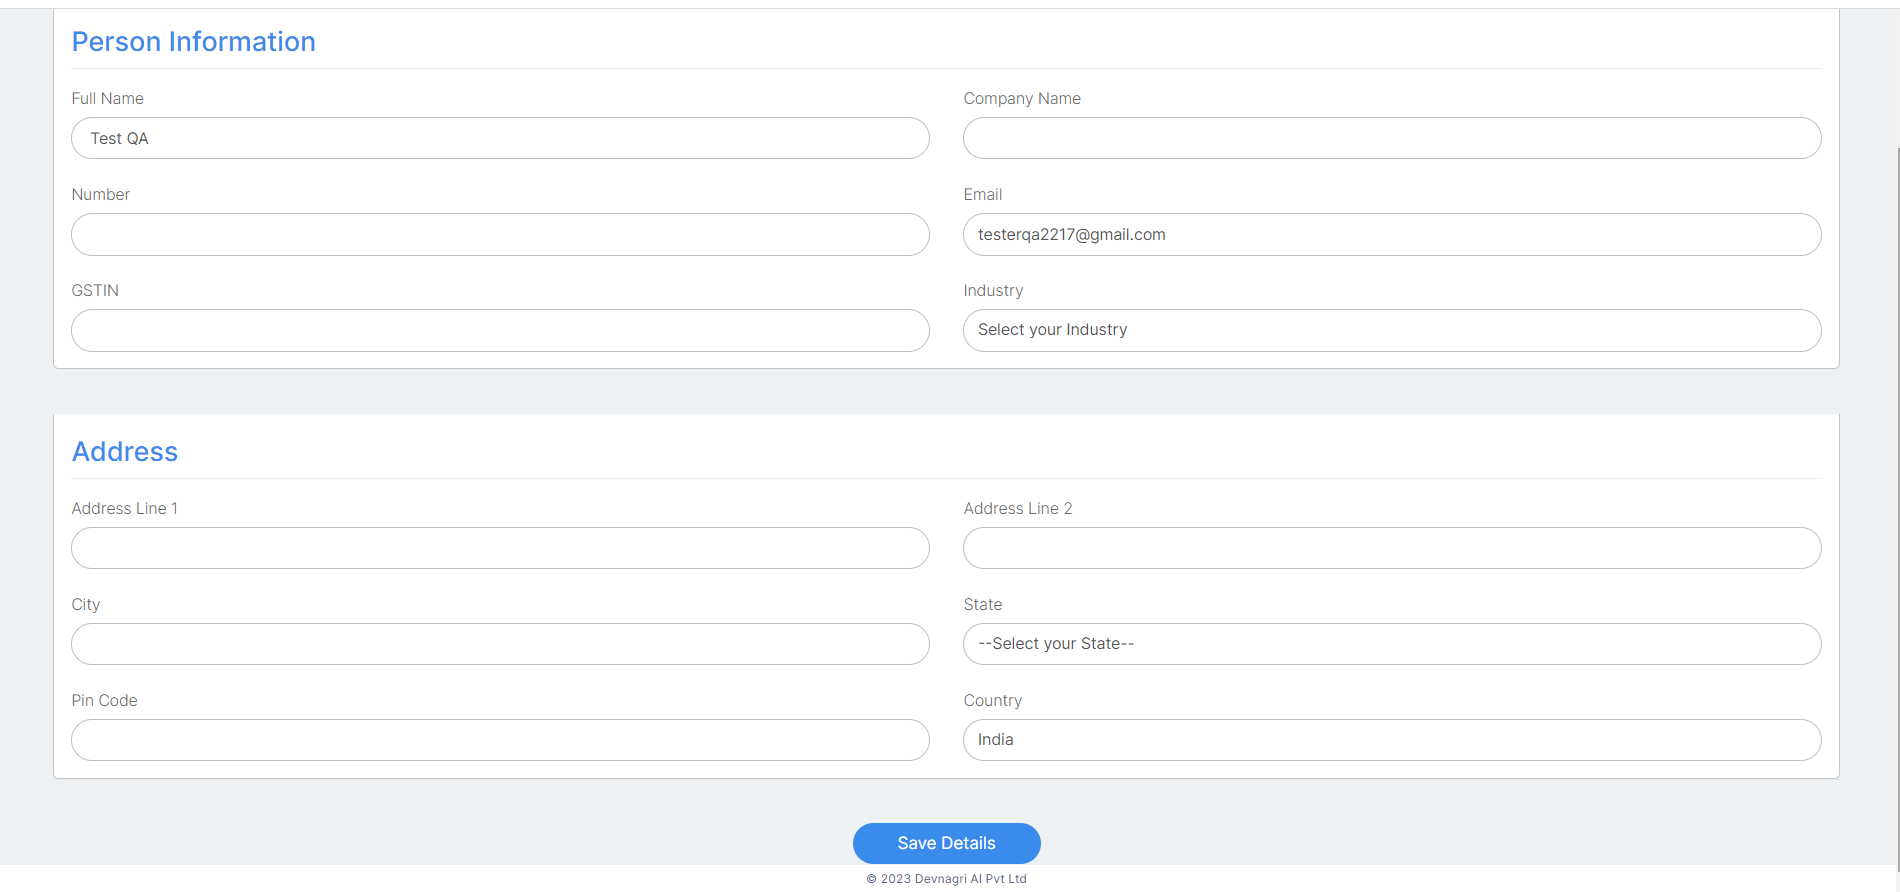 Person Information
Full Name
Company Name
Test QA
Number
Email
testerqa2217@gmail.com
GSTIN
Industry
Select your Industry
Address
Address Line 1
Address Line 2
City
State
--Select your State--
Pin Code
Country
India
Save Details
© 2023 Devnagri AI Pvt Ltd